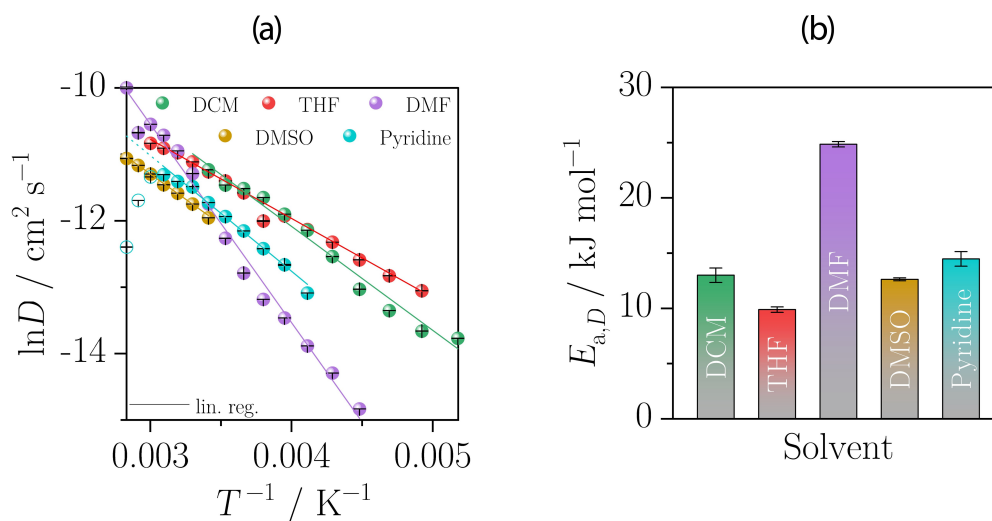 (a)
(b)
lnD / cm² s⁻¹
-10
-12
-14
DCM THF DMF
DMSO Pyridine
lin. reg.
0.003 0.004 0.005
T⁻¹ / K⁻¹
Eₐ,D / kJ mol⁻¹
30
20
10
0
DCM
THF
DMF
DMSO
Pyridine
Solvent